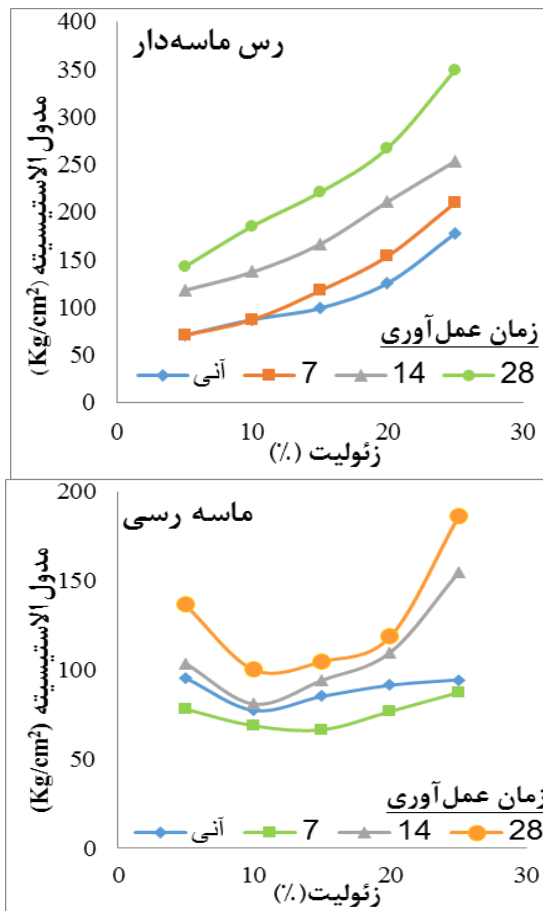 رس ماسه‌دار
مدول الاستیسیته (Kg/cm²)
400
350
300
250
200
150
100
50
0
زمان عمل‌آوری
آنی 7 14 28
0 10 20 30
زئولیت (٪)
ماسه رسی
مدول الاستیسیته (Kg/cm²)
200
150
100
50
0
زمان عمل‌آوری
آنی 7 14 28
0 10 20 30
زئولیت(٪)